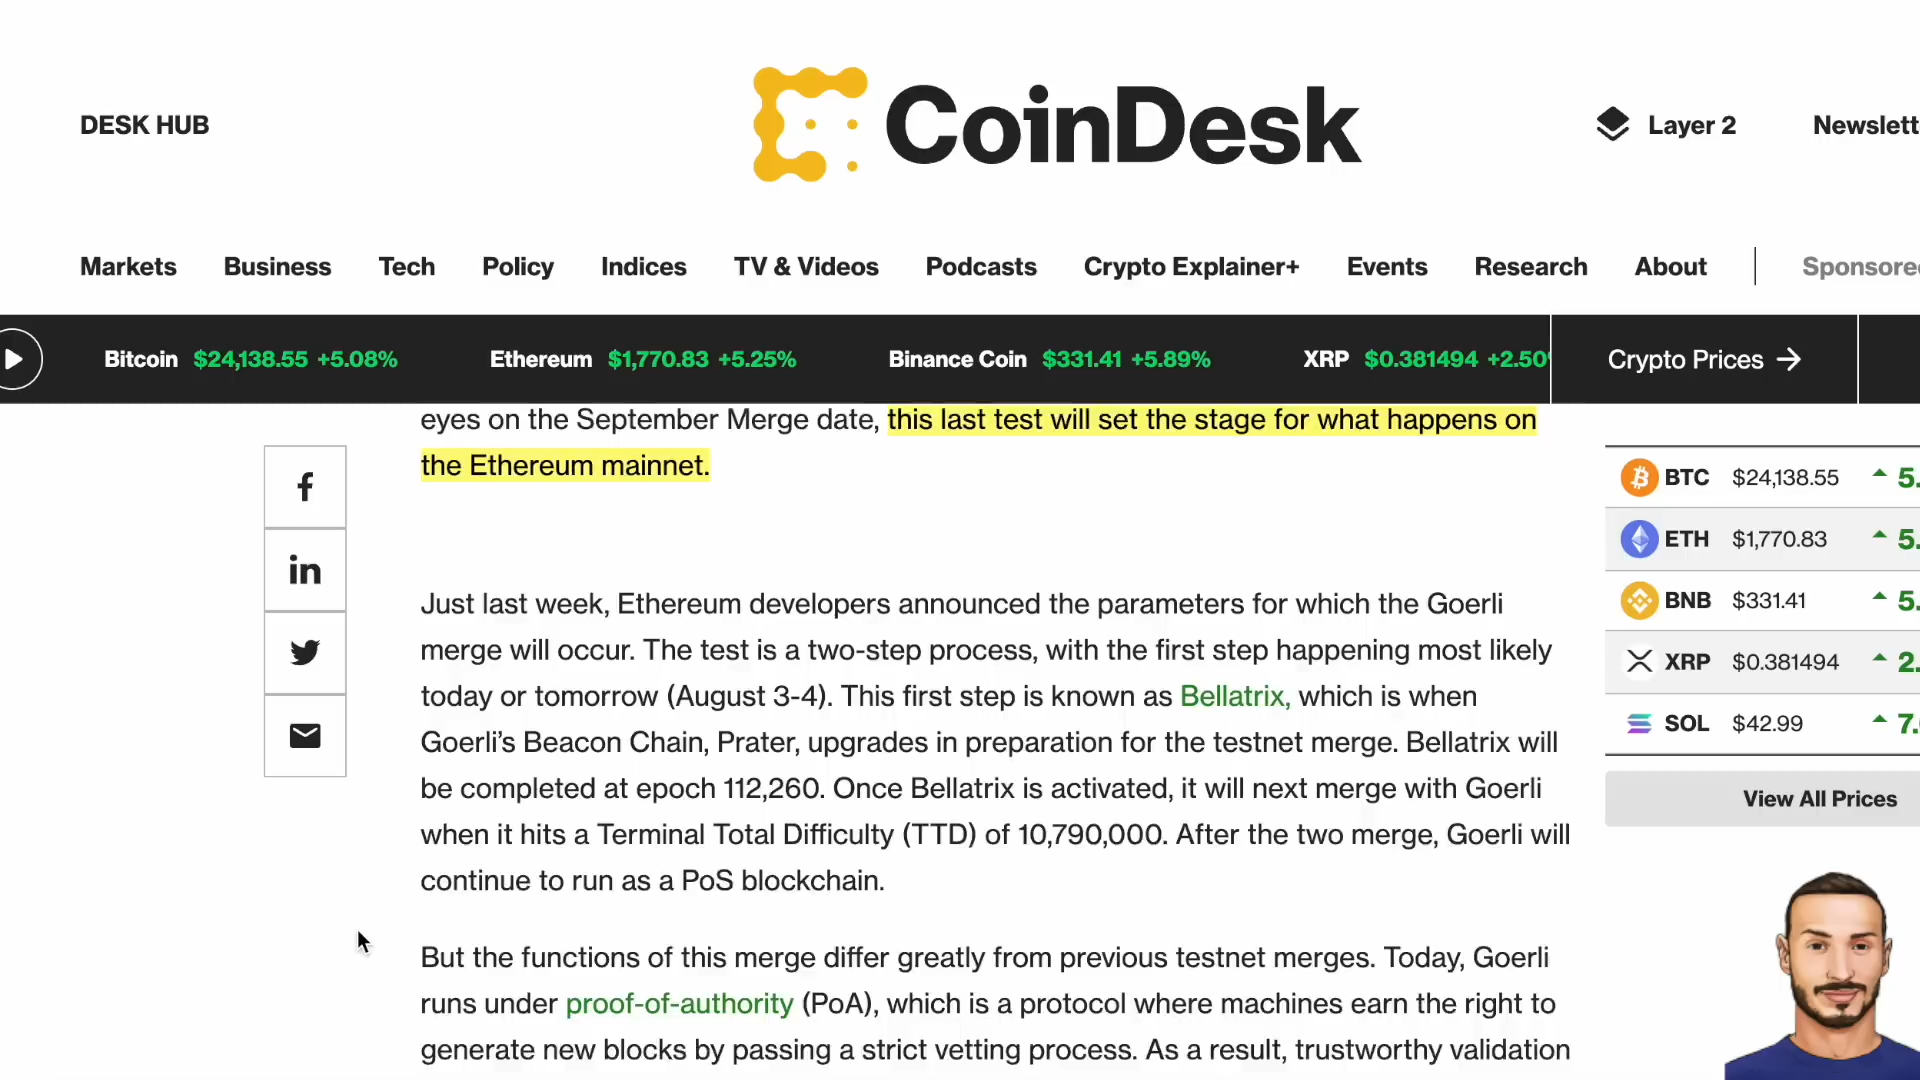 DESK HUB
CoinDesk
Layer 2
Newslett
Markets
Business
Tech
Policy
Indices
TV & Videos
Podcasts
Crypto Explainer+
Events
Research
About
Sponsore
Bitcoin $24,138.55 +5.08%
Ethereum $1,770.83 +5.25%
Binance Coin $331.41 +5.89%
XRP $0.381494 +2.50
Crypto Prices →
eyes on the September Merge date, this last test will set the stage for what happens on
the Ethereum mainnet.
Just last week, Ethereum developers announced the parameters for which the Goerli
merge will occur. The test is a two-step process, with the first step happening most likely
today or tomorrow (August 3-4). This first step is known as Bellatrix, which is when
Goerli’s Beacon Chain, Prater, upgrades in preparation for the testnet merge. Bellatrix will
be completed at epoch 112,260. Once Bellatrix is activated, it will next merge with Goerli
when it hits a Terminal Total Difficulty (TTD) of 10,790,000. After the two merge, Goerli will
continue to run as a PoS blockchain.
But the functions of this merge differ greatly from previous testnet merges. Today, Goerli
runs under proof-of-authority (PoA), which is a protocol where machines earn the right to
generate new blocks by passing a strict vetting process. As a result, trustworthy validation
BTC $24,138.55 5.
ETH $1,770.83 5.
BNB $331.41 5.
XRP $0.381494 2.
SOL $42.99 7.
View All Prices